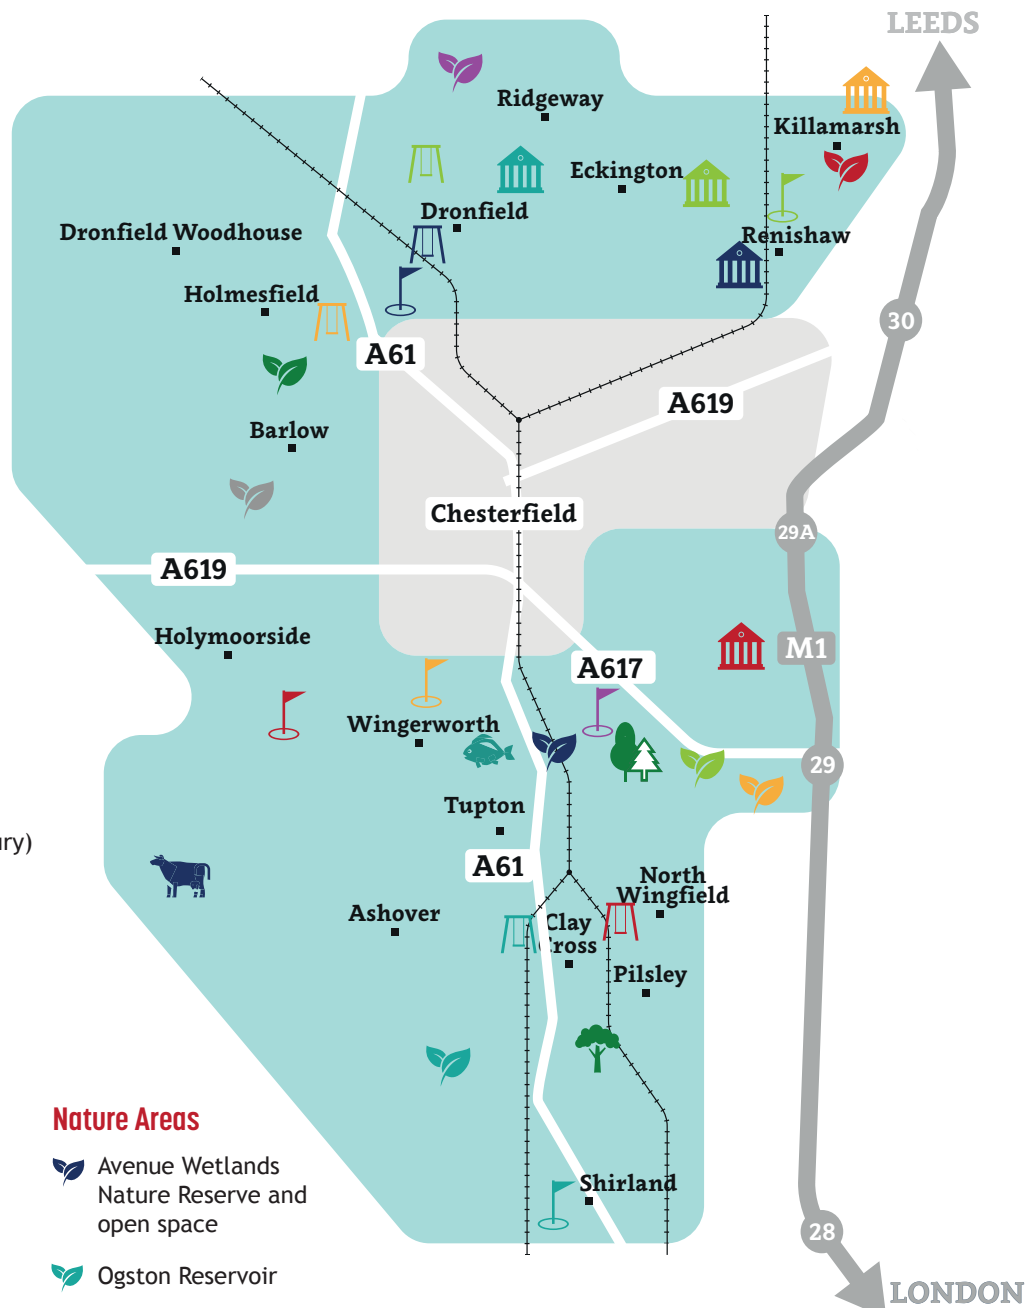 LEEDS
Ridgeway
Killamarsh
Eckington
Dronfield
Dronfield Woodhouse
Renishaw
Holmesfield
30
A61
A619
Barlow
Chesterfield
29A
A619
Holymoorside
M1
A617
Wingerworth
29
Tupton
ury)
A61
North
Wingfield
Ashover
Clay
Cross
Pilsley
Nature Areas
Avenue Wetlands
Nature Reserve and
open space
Shirland
28
Ogston Reservoir
LONDON